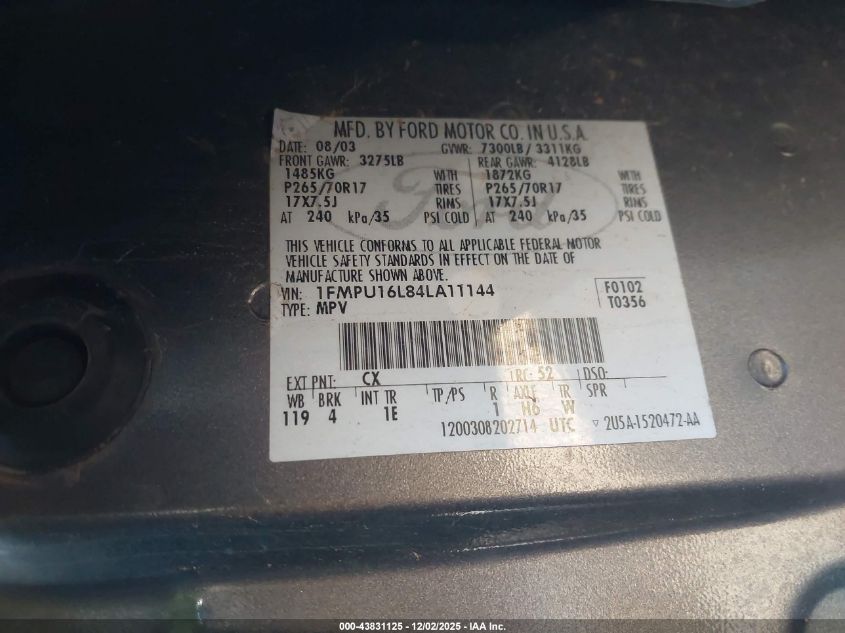 MFD. BY FORD MOTOR CO. IN U.S.A.
DATE: 08/03 GVWR: 7300LB / 3311KG
FRONT GAWR: 3275LB REAR GAWR: 4128LB
1485KG WITH 1872KG WITH
P265/70R17 TIRES P265/70R17 TIRES
17X7.5J RIMS 17X7.5J RIMS
AT 240 kPa/35 PSI COLD AT 240 kPa/35 PSI COLD
Ford
THIS VEHICLE CONFORMS TO ALL APPLICABLE FEDERAL MOTOR
VEHICLE SAFETY STANDARDS IN EFFECT ON THE DATE OF
MANUFACTURE SHOWN ABOVE.
VIN: 1FMPU16L84LA11144 F0102
TYPE: MPV T0356
EXT PNT: CX RC: 52 DSO:
WB BRK INT TR TP/PS R AXLE TR SPR
119 4 1E 1 H6 W
1200308202714 UTC ▽ 2U5A-1520472-AA
000-43831125 - 12/02/2025 - IAA Inc.